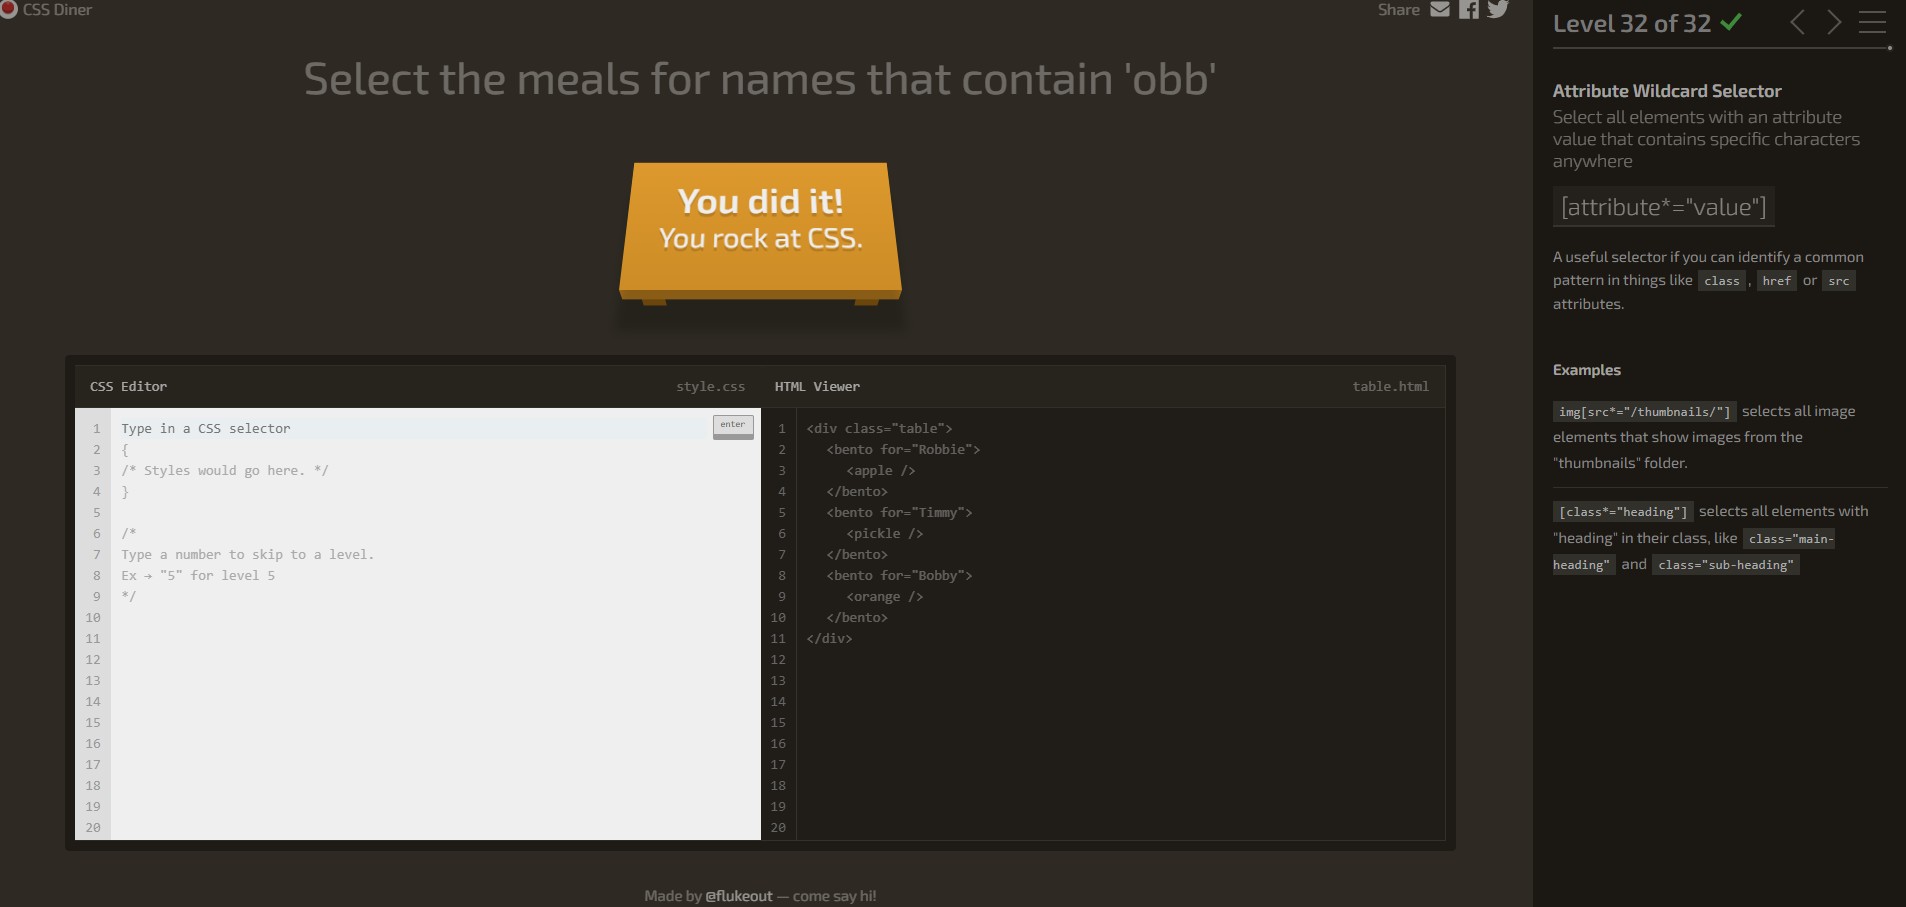 CSS Diner
Share
Select the meals for names that contain 'obb'
You did it!
You rock at CSS.
CSS Editor
style.css
HTML Viewer
table.html
1 Type in a CSS selector
enter
2 {
3 /* Styles would go here. */
4 }
5
6 /*
7 Type a number to skip to a level.
8 Ex → "5" for level 5
9 */
10
11
12
13
14
15
16
17
18
19
20
1 <div class="table">
2 <bento for="Robbie">
3 <apple />
4 </bento>
5 <bento for="Timmy">
6 <pickle />
7 </bento>
8 <bento for="Bobby">
9 <orange />
10 </bento>
11 </div>
12
13
14
15
16
17
18
19
20
Made by @flukeout — come say hi!
Level 32 of 32
Attribute Wildcard Selector
Select all elements with an attribute
value that contains specific characters
anywhere
[attribute*="value"]
A useful selector if you can identify a common
pattern in things like class, href or src
attributes.
Examples
img[src*="/thumbnails/"] selects all image
elements that show images from the
"thumbnails" folder.
[class*="heading"] selects all elements with
"heading" in their class, like class="main-
heading" and class="sub-heading"